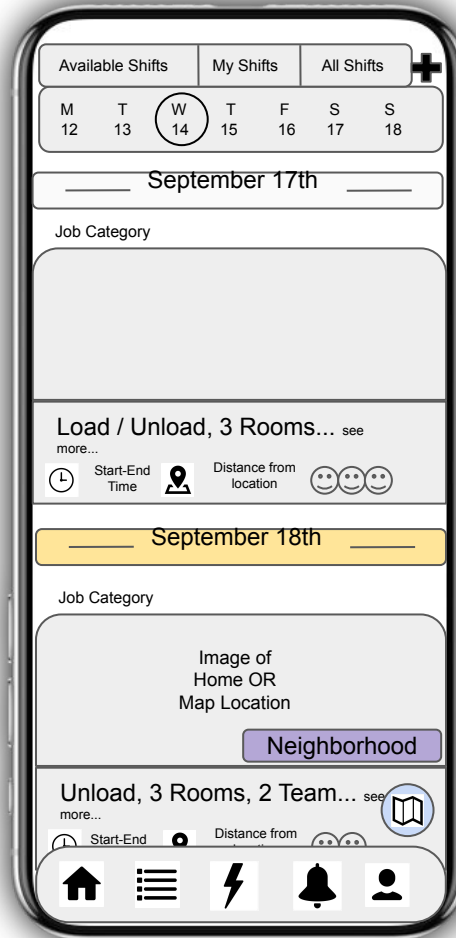 Available Shifts My Shifts All Shifts
M T W T F S S
12 13 14 15 16 17 18
September 17th
Job Category
Load / Unload, 3 Rooms... see
more...
Start-End
Time
Distance from
location
September 18th
Job Category
Image of
Home OR
Map Location
Neighborhood
Unload, 3 Rooms, 2 Team... see
more...
Start-End
Distance from